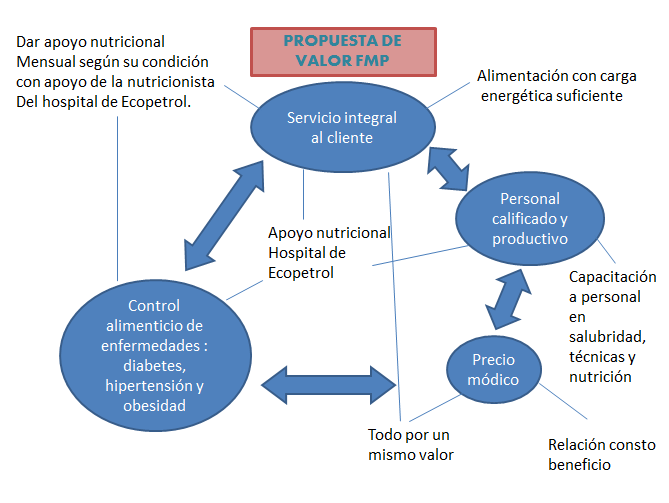 Dar apoyo nutricional
Mensual según su condición
con apoyo de la nutricionista
Del hospital de Ecopetrol.
PROPUESTA DE
VALOR FMP
Alimentación con carga
energética suficiente
Servicio integral
al cliente
Personal
calificado y
productivo
Apoyo nutricional
Hospital de
Ecopetrol
Capacitación
a personal
en
salubridad,
técnicas y
nutrición
Control
alimenticio de
enfermedades :
diabetes,
hipertensión y
obesidad
Precio
módico
Todo por un
mismo valor
Relación consto
beneficio